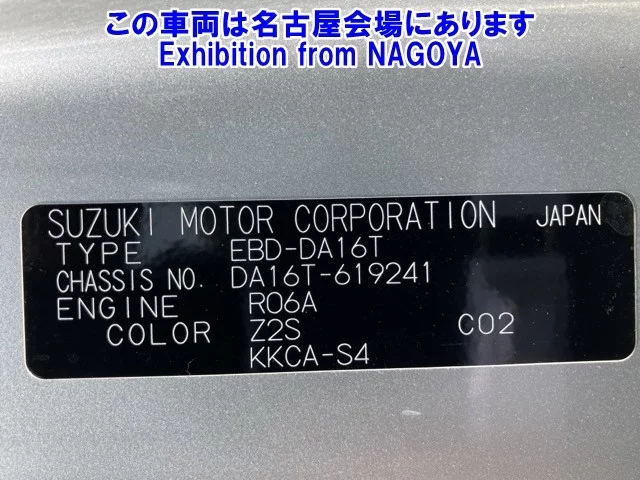 この車両は名古屋会場にあります
Exhibition from NAGOYA
SUZUKI MOTOR CORPORATION JAPAN
TYPE EBD-DA16T
CHASSIS NO. DA16T-619241
ENGINE R06A
COLOR Z2S C02
KKCA-S4